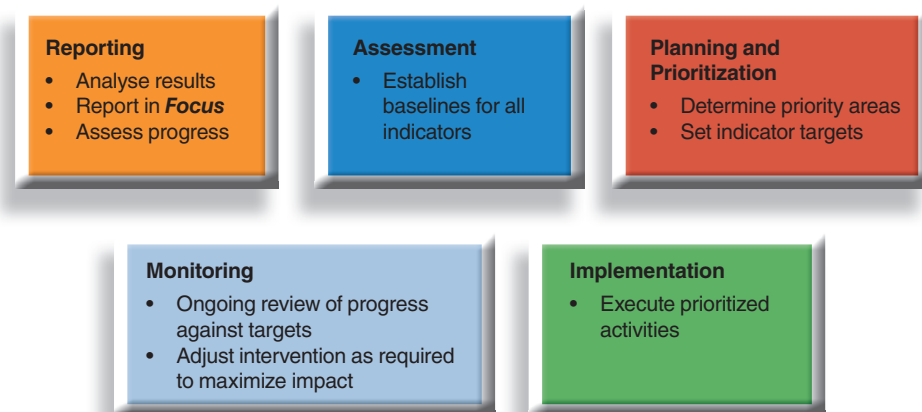 Reporting
• Analyse results
• Report in Focus
• Assess progress
Assessment
• Establish
baselines for all
indicators
Planning and
Prioritization
• Determine priority areas
• Set indicator targets
Monitoring
• Ongoing review of progress
against targets
• Adjust intervention as required
to maximize impact
Implementation
• Execute prioritized
activities